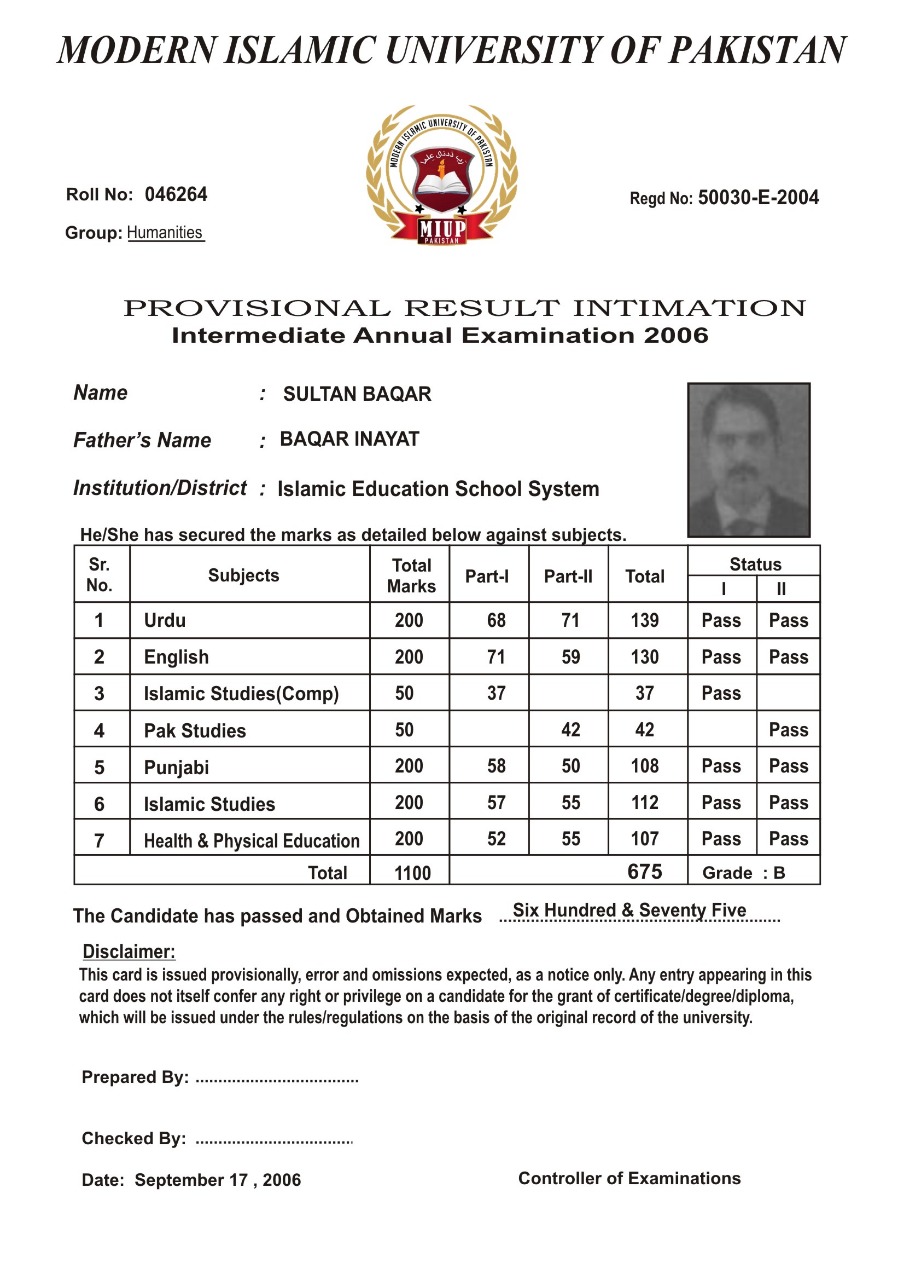 MODERN ISLAMIC UNIVERSITY OF PAKISTAN
MODERN ISLAMIC UNIVERSITY OF PAKISTAN
MIUP
PAKISTAN
Roll No: 046264
Regd No: 50030-E-2004
Group: Humanities
PROVISIONAL RESULT INTIMATION
Intermediate Annual Examination 2006
Name : SULTAN BAQAR
Father's Name : BAQAR INAYAT
Institution/District : Islamic Education School System
He/She has secured the marks as detailed below against subjects.
Sr. No. Subjects Total Marks Part-I Part-II Total Status I II
1 Urdu 200 68 71 139 Pass Pass
2 English 200 71 59 130 Pass Pass
3 Islamic Studies(Comp) 50 37 37 Pass
4 Pak Studies 50 42 42 Pass
5 Punjabi 200 58 50 108 Pass Pass
6 Islamic Studies 200 57 55 112 Pass Pass
7 Health & Physical Education 200 52 55 107 Pass Pass
Total 1100 675 Grade : B
The Candidate has passed and Obtained Marks Six Hundred & Seventy Five
Disclaimer:
This card is issued provisionally, error and omissions expected, as a notice only. Any entry appearing in this
card does not itself confer any right or privilege on a candidate for the grant of certificate/degree/diploma,
which will be issued under the rules/regulations on the basis of the original record of the university.
Prepared By: ....................................
Checked By: ...................................
Date: September 17 , 2006
Controller of Examinations